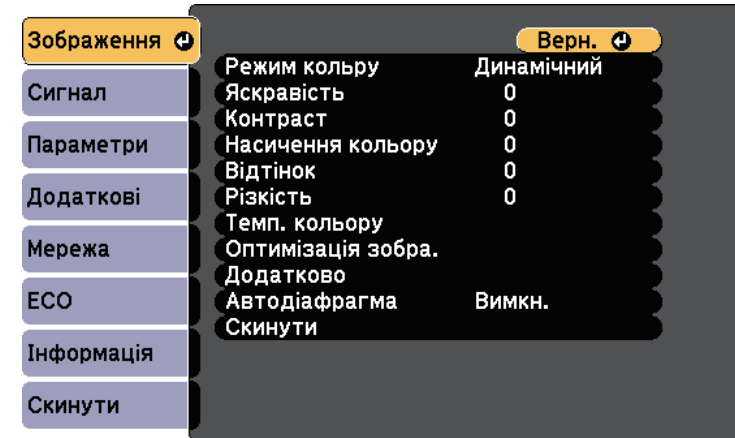 Зображення
Сигнал
Параметри
Додаткові
Мережа
ECO
Інформація
Скинути
Верн.
Режим кольру Динамічний
Яскравість 0
Контраст 0
Насичення кольору 0
Відтінок 0
Різкість 0
Темп. кольору
Оптимізація зобра.
Додатково
Автодіафрагма Вимкн.
Скинути